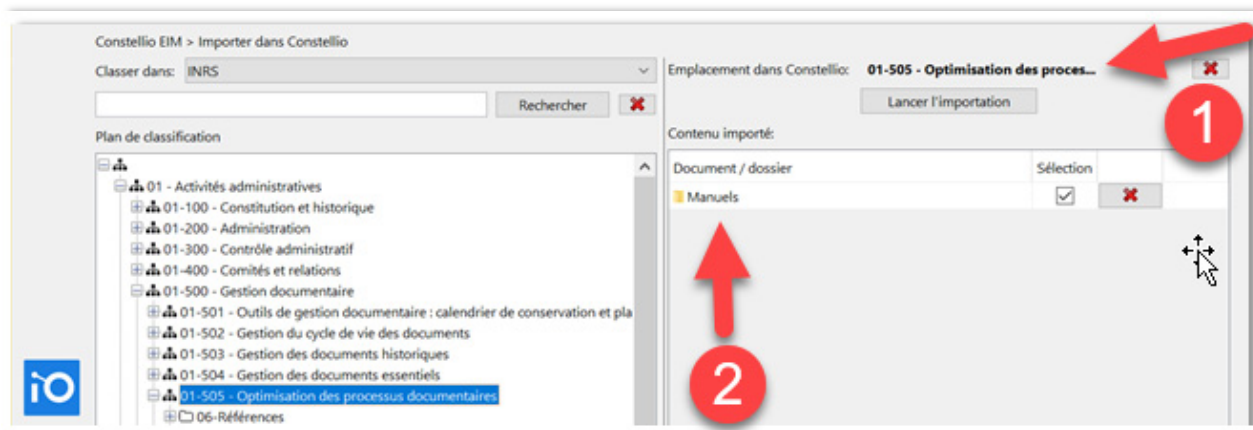 Constellio EIM > Importer dans Constellio
Classer dans: INRS
Rechercher
Plan de classification
01 - Activités administratives
01-100 - Constitution et historique
01-200 - Administration
01-300 - Contrôle administratif
01-400 - Comités et relations
01-500 - Gestion documentaire
01-501 - Outils de gestion documentaire : calendrier de conservation et pla
01-502 - Gestion du cycle de vie des documents
01-503 - Gestion des documents historiques
01-504 - Gestion des documents essentiels
01-505 - Optimisation des processus documentaires
06-Références
Emplacement dans Constellio: 01-505 - Optimisation des proces...
Lancer l'importation
Contenu importé:
Document / dossier Sélection
Manuels
1
2
iO